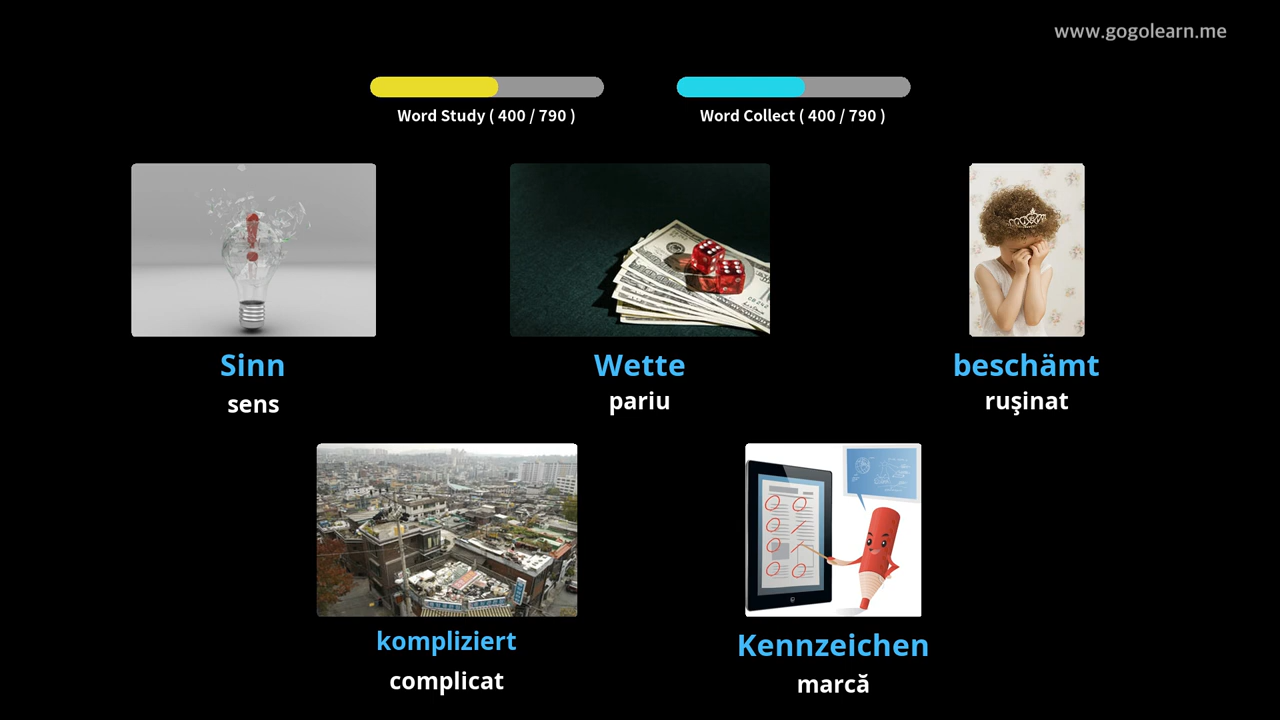 www.gogolearn.me
Word Study ( 400 / 790 )
Word Collect ( 400 / 790 )
Sinn
sens
Wette
pariu
beschämt
ruşinat
kompliziert
complicat
Kennzeichen
marcă